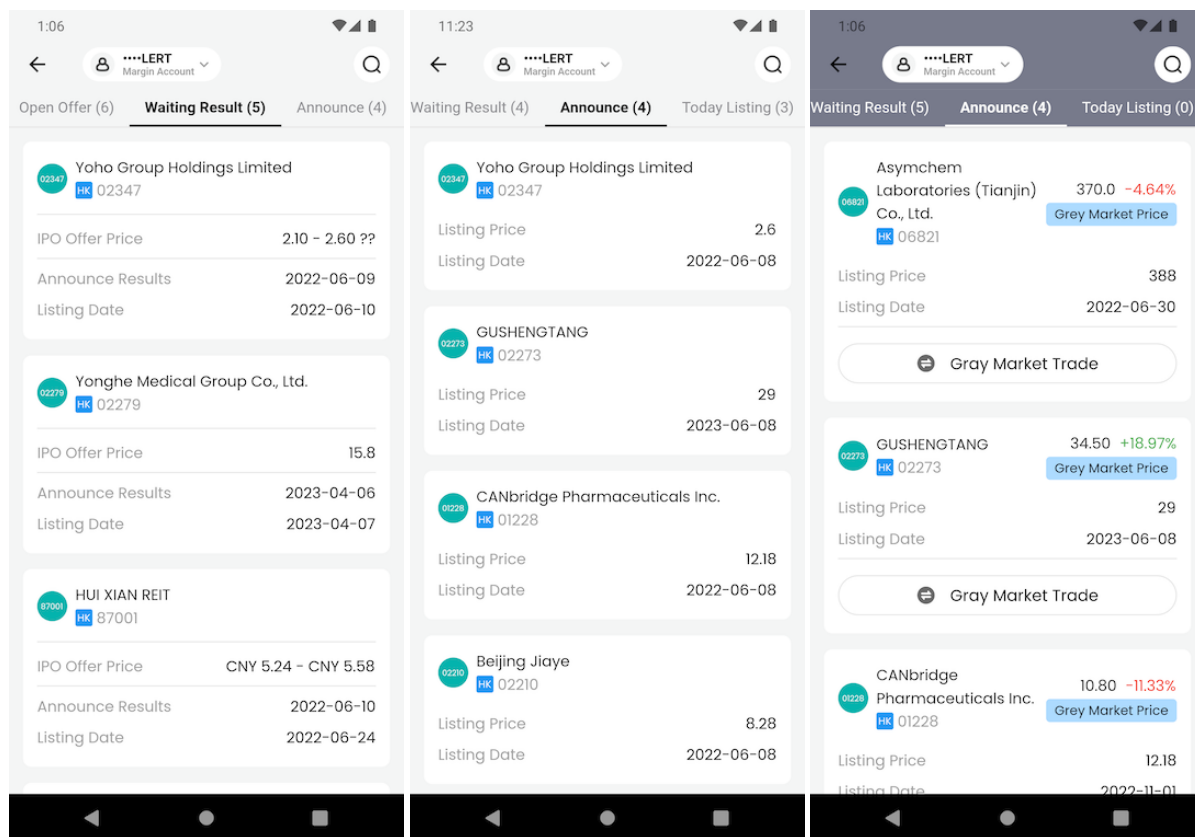 1:06
••••LERT
Margin Account
Open Offer (6) Waiting Result (5) Announce (4)
Yoho Group Holdings Limited
02347
HK 02347
IPO Offer Price 2.10 - 2.60 ??
Announce Results 2022-06-09
Listing Date 2022-06-10
Yonghe Medical Group Co., Ltd.
02279
HK 02279
IPO Offer Price 15.8
Announce Results 2023-04-06
Listing Date 2023-04-07
HUI XIAN REIT
87001
HK 87001
IPO Offer Price CNY 5.24 - CNY 5.58
Announce Results 2022-06-10
Listing Date 2022-06-24
11:23
••••LERT
Margin Account
Waiting Result (4) Announce (4) Today Listing (3)
Yoho Group Holdings Limited
02347
HK 02347
Listing Price 2.6
Listing Date 2022-06-08
GUSHENGTANG
02273
HK 02273
Listing Price 29
Listing Date 2023-06-08
CANbridge Pharmaceuticals Inc.
01228
HK 01228
Listing Price 12.18
Listing Date 2022-06-08
Beijing Jiaye
02210
HK 02210
Listing Price 8.28
Listing Date 2022-06-08
1:06
••••LERT
Margin Account
Waiting Result (5) Announce (4) Today Listing (0)
Asymchem
Laboratories (Tianjin) 370.0 -4.64%
06821
Co., Ltd. Grey Market Price
HK 06821
Listing Price 388
Listing Date 2022-06-30
Gray Market Trade
GUSHENGTANG 34.50 +18.97%
02273
HK 02273 Grey Market Price
Listing Price 29
Listing Date 2023-06-08
Gray Market Trade
CANbridge 10.80 -11.33%
01228
Pharmaceuticals Inc. Grey Market Price
HK 01228
Listing Price 12.18
Listing Date 2022-11-01